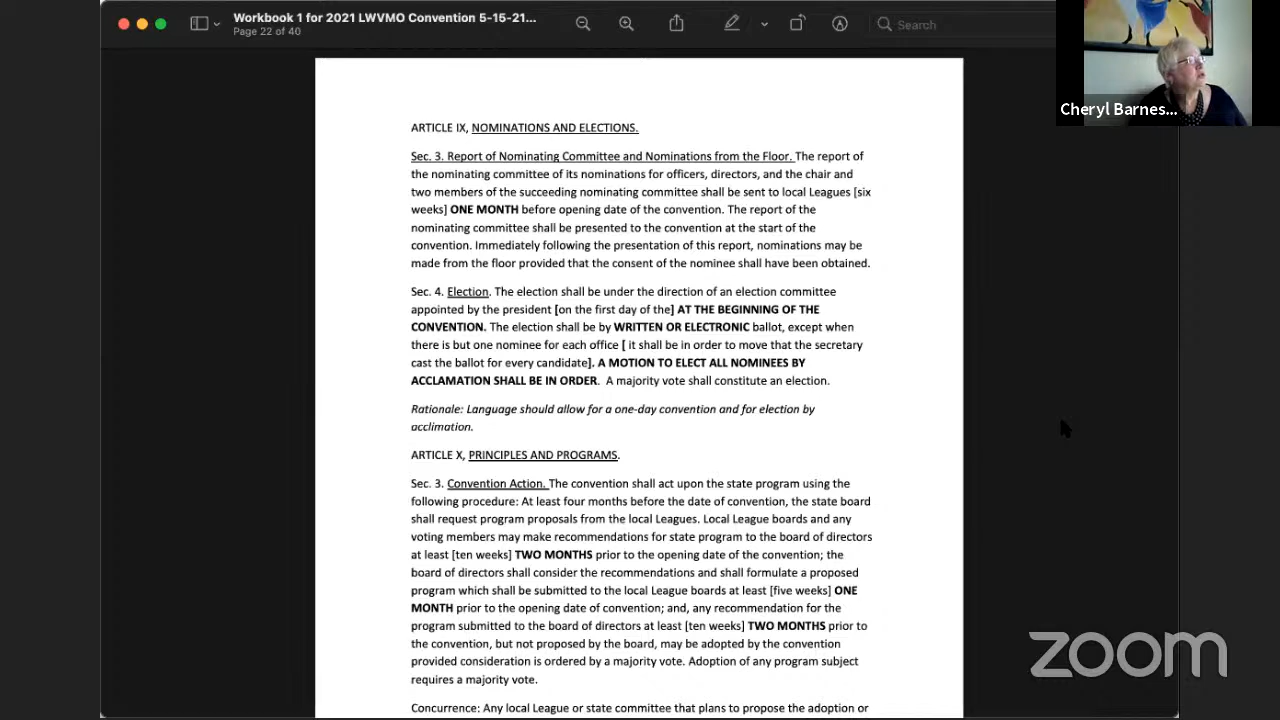 Workbook 1 for 2021 LWVMO Convention 5-15-21...
Page 22 of 40
Search
Cheryl Barnes...
ARTICLE IX, NOMINATIONS AND ELECTIONS.
Sec. 3. Report of Nominating Committee and Nominations from the Floor. The report of
the nominating committee of its nominations for officers, directors, and the chair and
two members of the succeeding nominating committee shall be sent to local Leagues [six
weeks] ONE MONTH before opening date of the convention. The report of the
nominating committee shall be presented to the convention at the start of the
convention. Immediately following the presentation of this report, nominations may be
made from the floor provided that the consent of the nominee shall have been obtained.
Sec. 4. Election. The election shall be under the direction of an election committee
appointed by the president [on the first day of the] AT THE BEGINNING OF THE
CONVENTION. The election shall be by WRITTEN OR ELECTRONIC ballot, except when
there is but one nominee for each office [ it shall be in order to move that the secretary
cast the ballot for every candidate]. A MOTION TO ELECT ALL NOMINEES BY
ACCLAMATION SHALL BE IN ORDER. A majority vote shall constitute an election.
Rationale: Language should allow for a one-day convention and for election by
acclimation.
ARTICLE X, PRINCIPLES AND PROGRAMS.
Sec. 3. Convention Action. The convention shall act upon the state program using the
following procedure: At least four months before the date of convention, the state board
shall request program proposals from the local Leagues. Local League boards and any
voting members may make recommendations for state program to the board of directors
at least [ten weeks] TWO MONTHS prior to the opening date of the convention; the
board of directors shall consider the recommendations and shall formulate a proposed
program which shall be submitted to the local League boards at least [five weeks] ONE
MONTH prior to the opening date of convention; and, any recommendation for the
program submitted to the board of directors at least [ten weeks] TWO MONTHS prior to
the convention, but not proposed by the board, may be adopted by the convention
provided consideration is ordered by a majority vote. Adoption of any program subject
requires a majority vote.
Concurrence: Any local League or state committee that plans to propose the adoption or
zoom